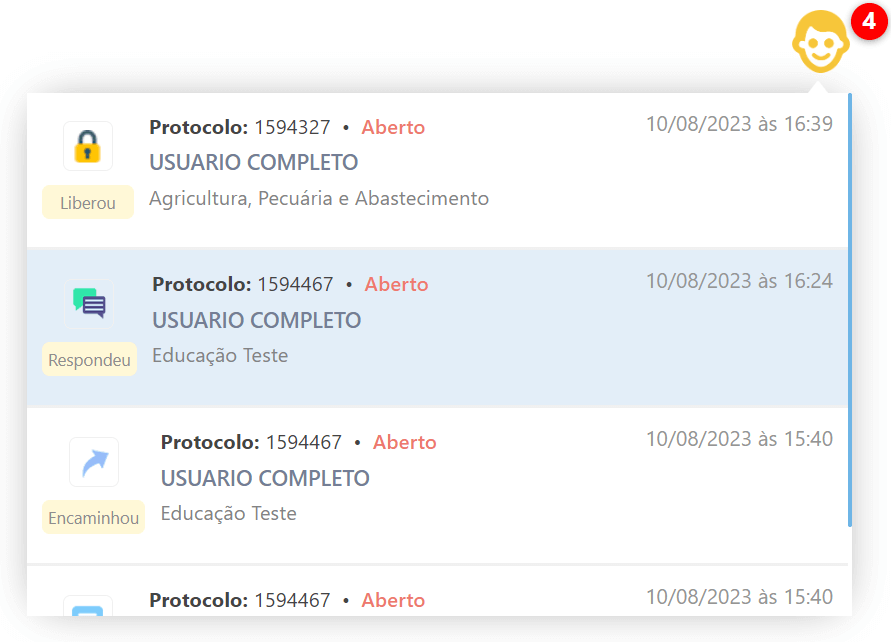 4
Protocolo: 1594327 • Aberto
10/08/2023 às 16:39
USUARIO COMPLETO
Liberou
Agricultura, Pecuária e Abastecimento
Protocolo: 1594467 • Aberto
10/08/2023 às 16:24
USUARIO COMPLETO
Respondeu
Educação Teste
Protocolo: 1594467 • Aberto
10/08/2023 às 15:40
USUARIO COMPLETO
Encaminhou
Educação Teste
Protocolo: 1594467 • Aberto
10/08/2023 às 15:40